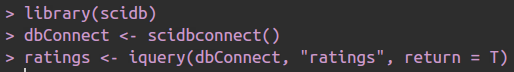 > library(scidb)
> dbConnect <- scidbconnect()
> ratings <- iquery(dbConnect, "ratings", return = T)